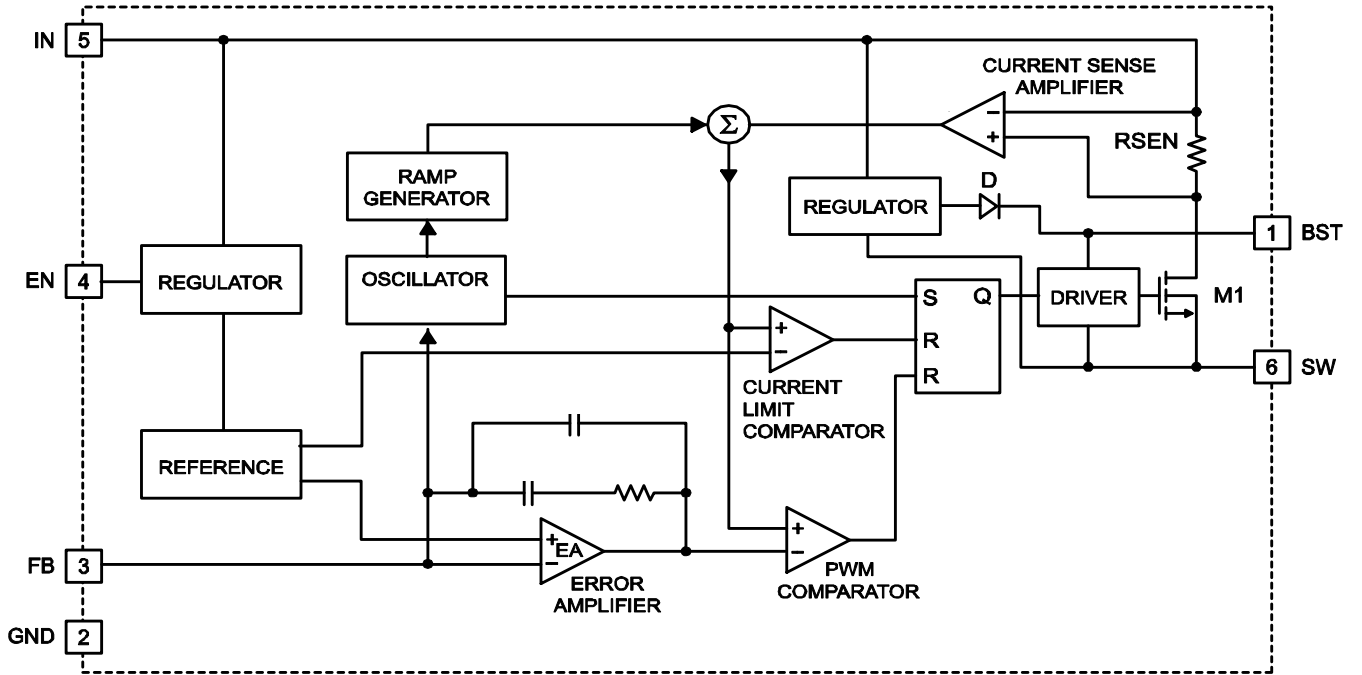 IN 5
CURRENT SENSE
AMPLIFIER
Σ
−
+
RSEN
RAMP
GENERATOR
D
REGULATOR
1 BST
EN 4
REGULATOR
OSCILLATOR
S Q
DRIVER
M1
+
−
R
R
6 SW
CURRENT
LIMIT
COMPARATOR
REFERENCE
+
−
EA
+
−
FB 3
ERROR
AMPLIFIER
PWM
COMPARATOR
GND 2